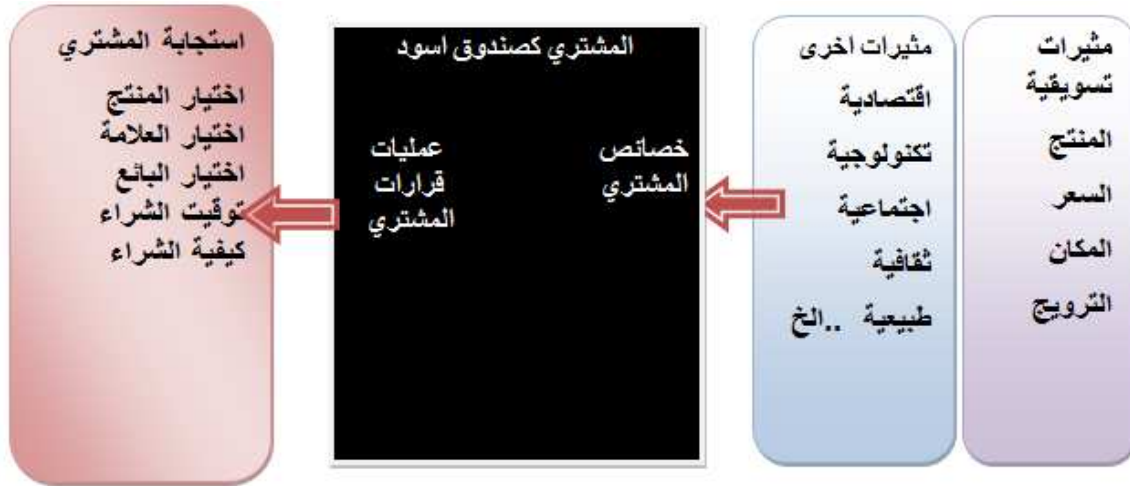 مثيرات
تسويقية
المنتج
السعر
المكان
الترويج
مثيرات اخرى
اقتصادية
تكنولوجية
اجتماعية
ثقافية
طبيعية ..الخ
المشتري كصندوق اسود
خصائص
المشتري
عمليات
قرارات
المشتري
استجابة المشتري
اختيار المنتج
اختيار العلامة
اختيار البائع
توقيت الشراء
كيفية الشراء